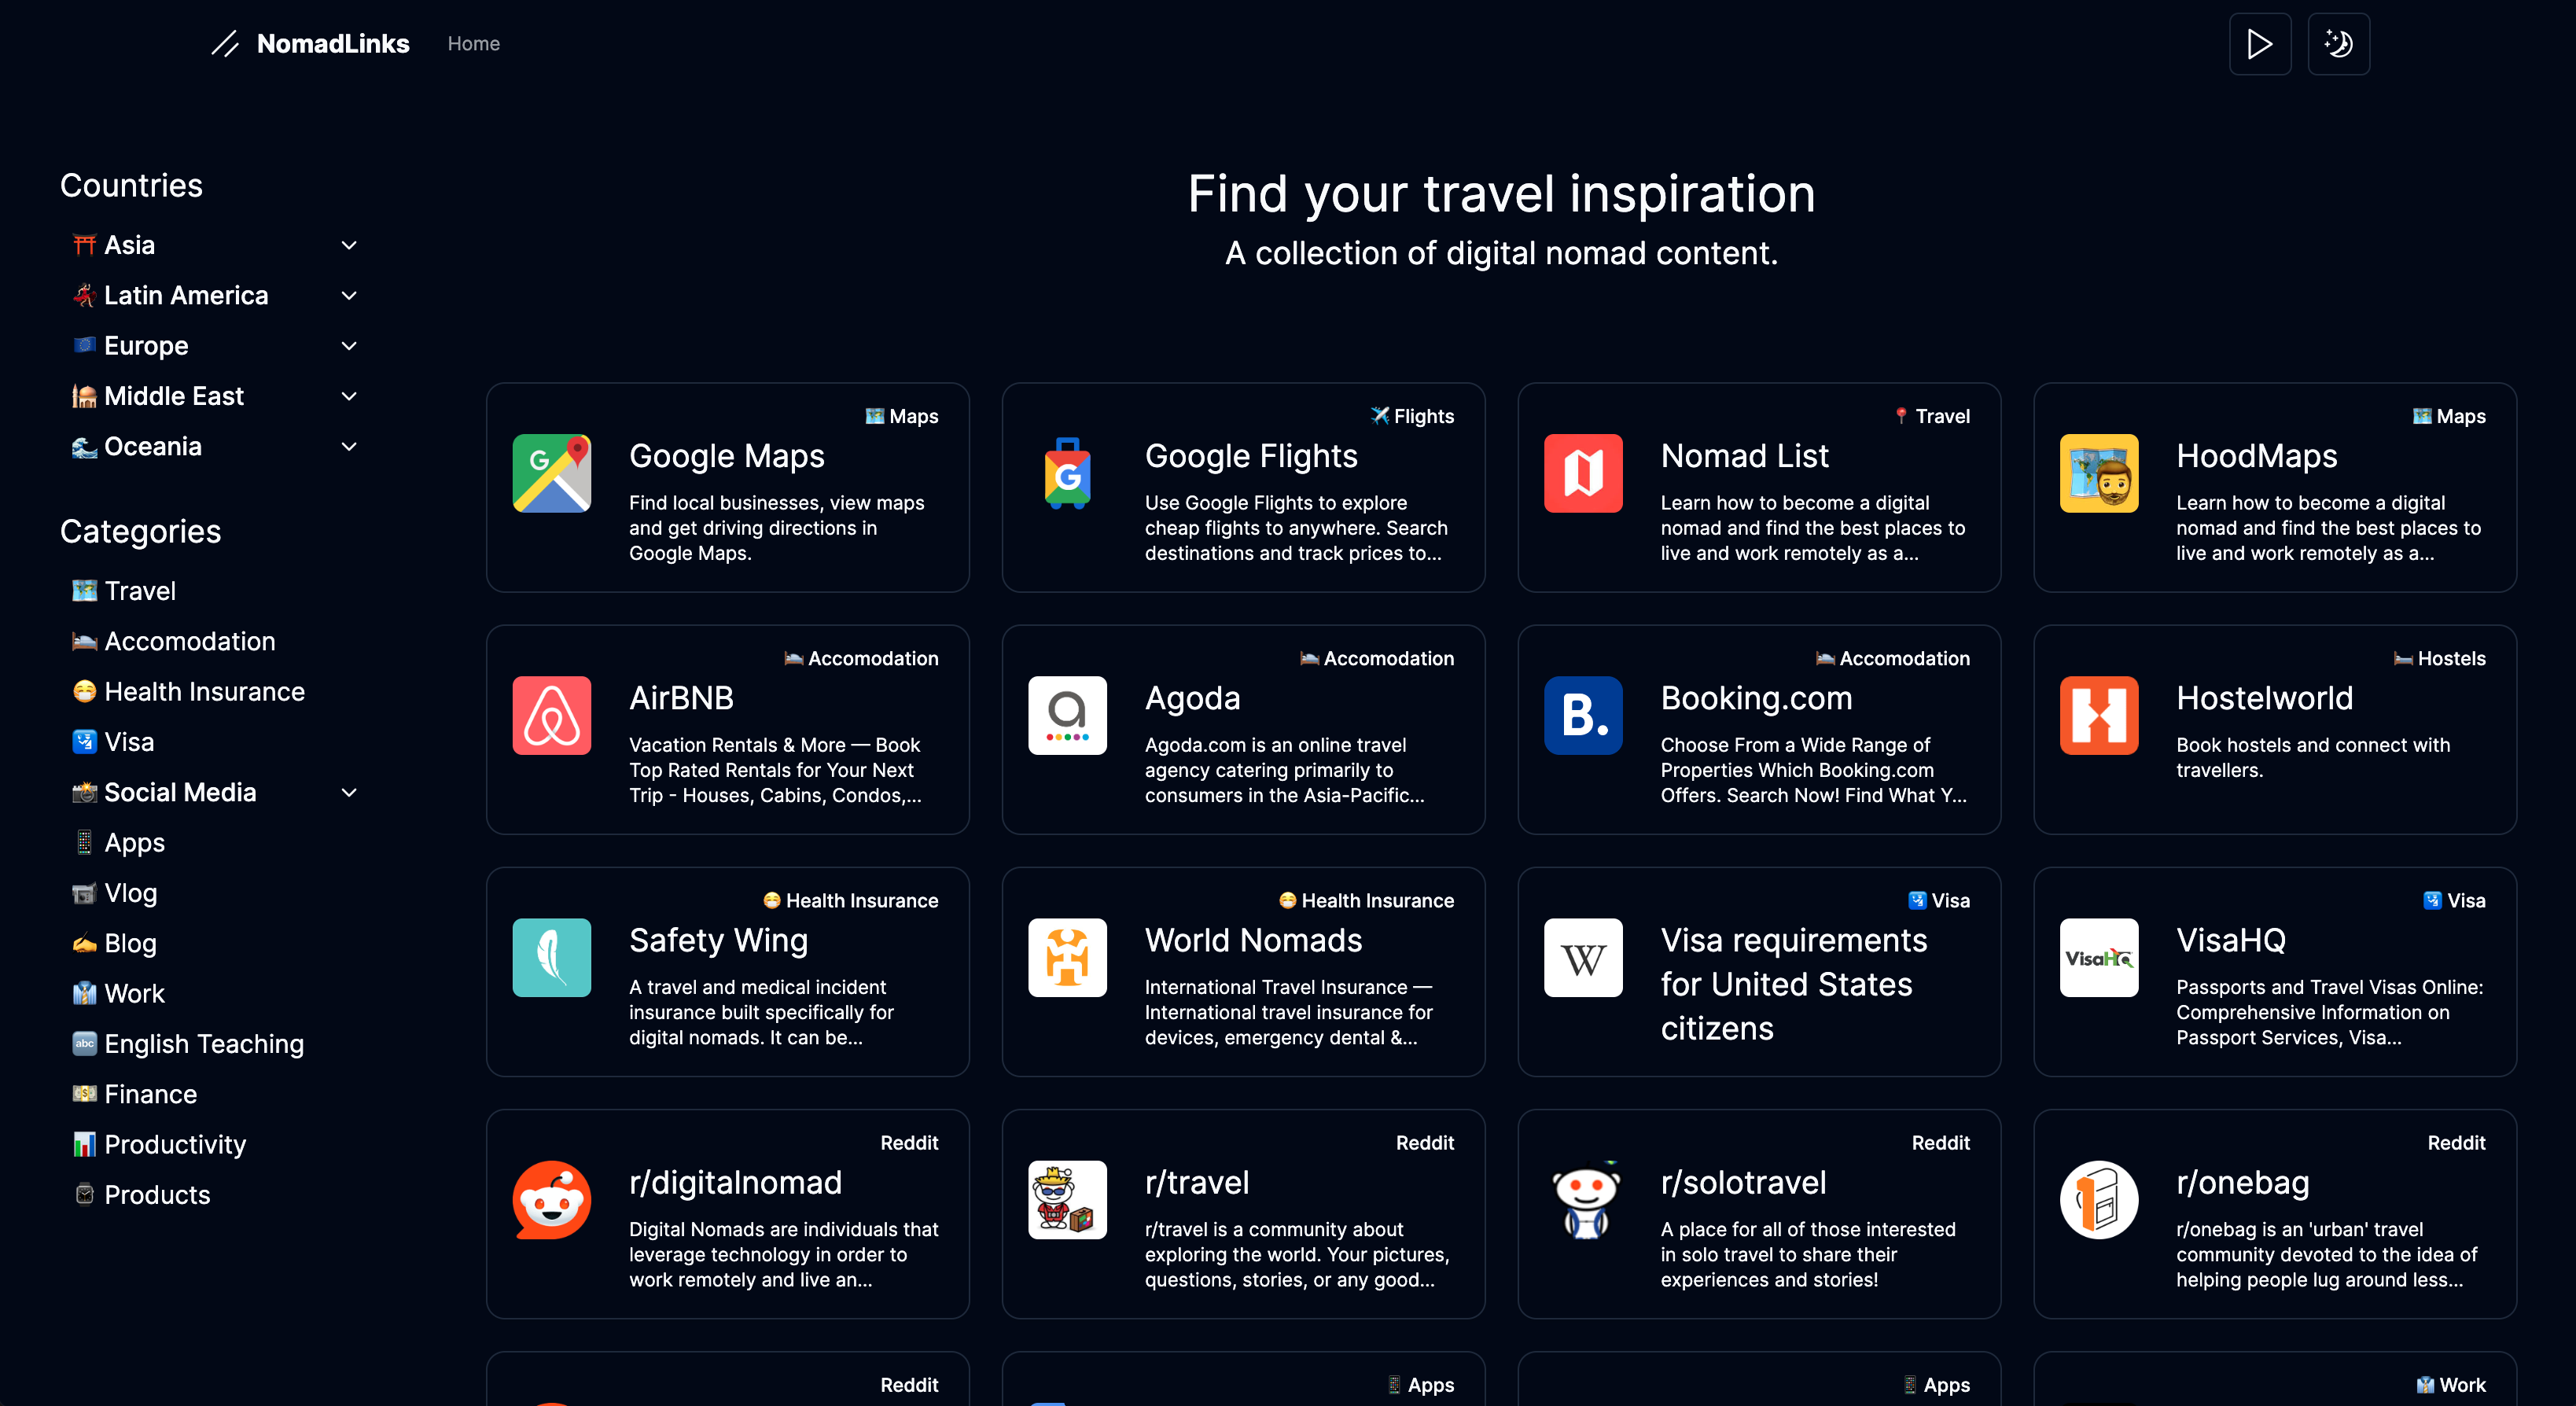 NomadLinks
Home
Countries
Asia
Latin America
Europe
Middle East
Oceania
Categories
Travel
Accomodation
Health Insurance
Visa
Social Media
Apps
Vlog
Blog
Work
English Teaching
Finance
Productivity
Products
Find your travel inspiration
A collection of digital nomad content.
Maps
Google Maps
Find local businesses, view maps
and get driving directions in
Google Maps.
Flights
Google Flights
Use Google Flights to explore
cheap flights to anywhere. Search
destinations and track prices to...
Travel
Nomad List
Learn how to become a digital
nomad and find the best places to
live and work remotely as a...
Maps
HoodMaps
Learn how to become a digital
nomad and find the best places to
live and work remotely as a...
Accomodation
AirBNB
Vacation Rentals & More — Book
Top Rated Rentals for Your Next
Trip - Houses, Cabins, Condos,...
Accomodation
Agoda
Agoda.com is an online travel
agency catering primarily to
consumers in the Asia-Pacific...
Accomodation
B.
Booking.com
Choose From a Wide Range of
Properties Which Booking.com
Offers. Search Now! Find What Y...
Hostels
Hostelworld
Book hostels and connect with
travellers.
Health Insurance
Safety Wing
A travel and medical incident
insurance built specifically for
digital nomads. It can be...
Health Insurance
World Nomads
International Travel Insurance —
International travel insurance for
devices, emergency dental &...
Visa
W
Visa requirements
for United States
citizens
Visa
VisaHQ
VisaHQ
Passports and Travel Visas Online:
Comprehensive Information on
Passport Services, Visa...
Reddit
r/digitalnomad
Digital Nomads are individuals that
leverage technology in order to
work remotely and live an...
Reddit
r/travel
r/travel is a community about
exploring the world. Your pictures,
questions, stories, or any good...
Reddit
r/solotravel
A place for all of those interested
in solo travel to share their
experiences and stories!
Reddit
r/onebag
r/onebag is an 'urban' travel
community devoted to the idea of
helping people lug around less...
Reddit
Apps
Apps
Work